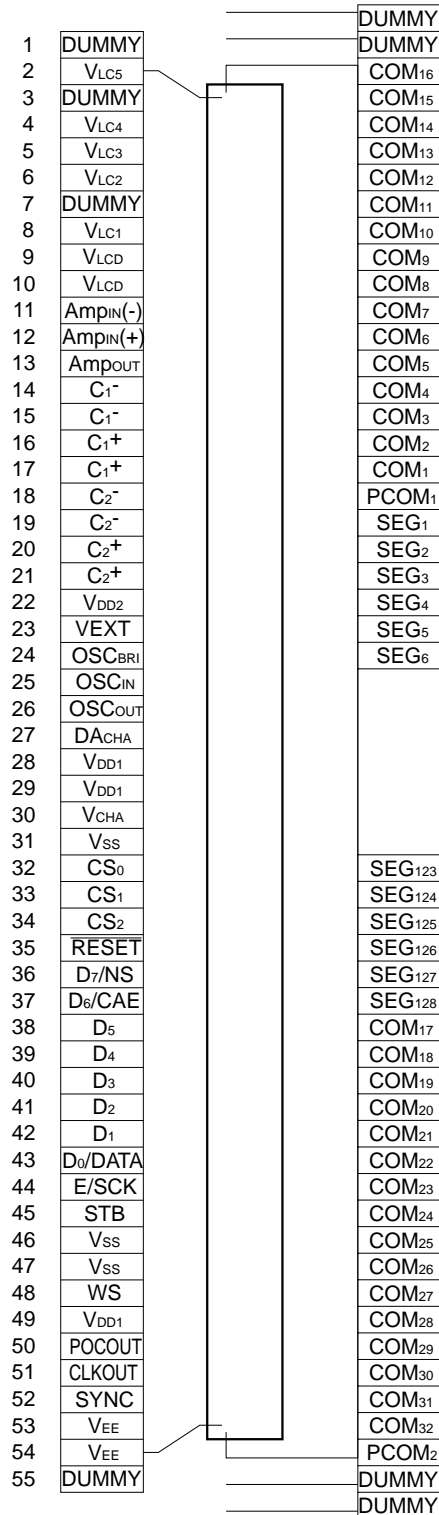 1 DUMMY
2 VLC5
3 DUMMY
4 VLC4
5 VLC3
6 VLC2
7 DUMMY
8 VLC1
9 VLCD
10 VLCD
11 AmpIN(-)
12 AmpIN(+)
13 AmpOUT
14 C1-
15 C1-
16 C1+
17 C1+
18 C2-
19 C2-
20 C2+
21 C2+
22 VDD2
23 VEXT
24 OSCBRI
25 OSCIN
26 OSCOUT
27 DACHA
28 VDD1
29 VDD1
30 VCHA
31 VSS
32 CS0
33 CS1
34 CS2
35 RESET
36 D7/NS
37 D6/CAE
38 D5
39 D4
40 D3
41 D2
42 D1
43 D0/DATA
44 E/SCK
45 STB
46 VSS
47 VSS
48 WS
49 VDD1
50 POCOUT
51 CLKOUT
52 SYNC
53 VEE
54 VEE
55 DUMMY
DUMMY
DUMMY
COM16
COM15
COM14
COM13
COM12
COM11
COM10
COM9
COM8
COM7
COM6
COM5
COM4
COM3
COM2
COM1
PCOM1
SEG1
SEG2
SEG3
SEG4
SEG5
SEG6
SEG123
SEG124
SEG125
SEG126
SEG127
SEG128
COM17
COM18
COM19
COM20
COM21
COM22
COM23
COM24
COM25
COM26
COM27
COM28
COM29
COM30
COM31
COM32
PCOM2
DUMMY
DUMMY